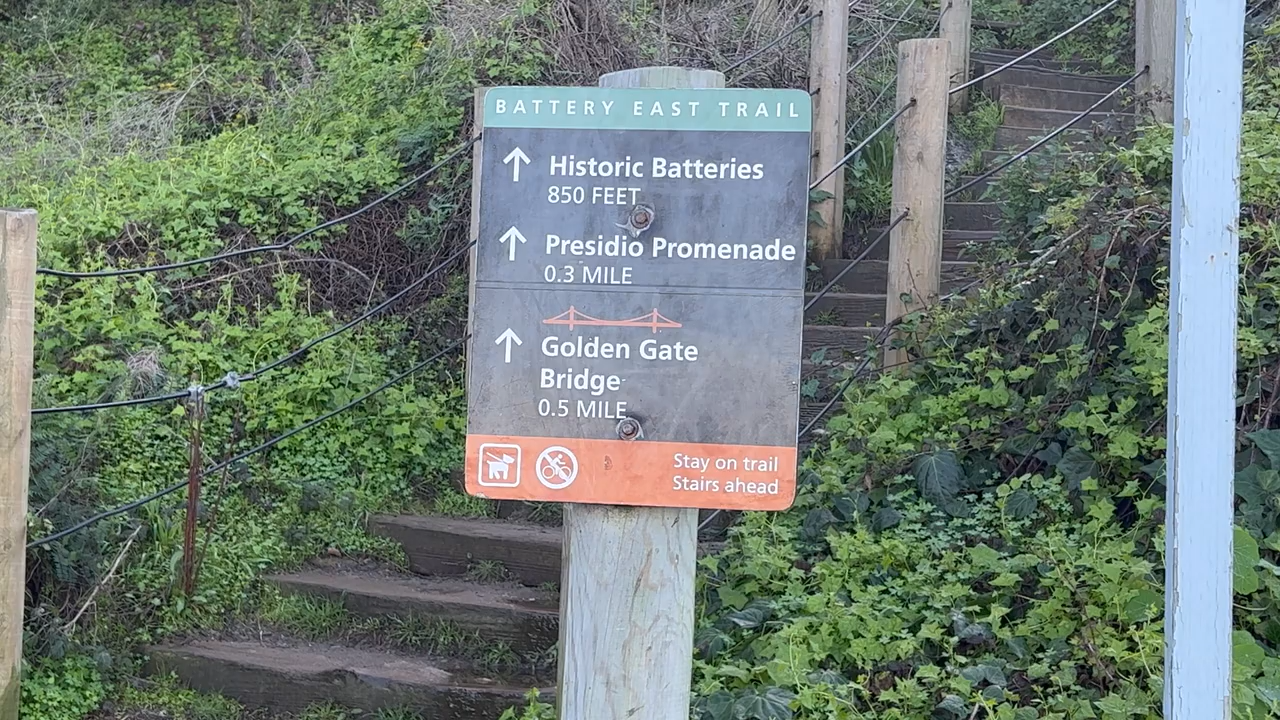 BATTERY EAST TRAIL
Historic Batteries
850 FEET
Presidio Promenade
0.3 MILE
Golden Gate
Bridge
0.5 MILE
Stay on trail
Stairs ahead